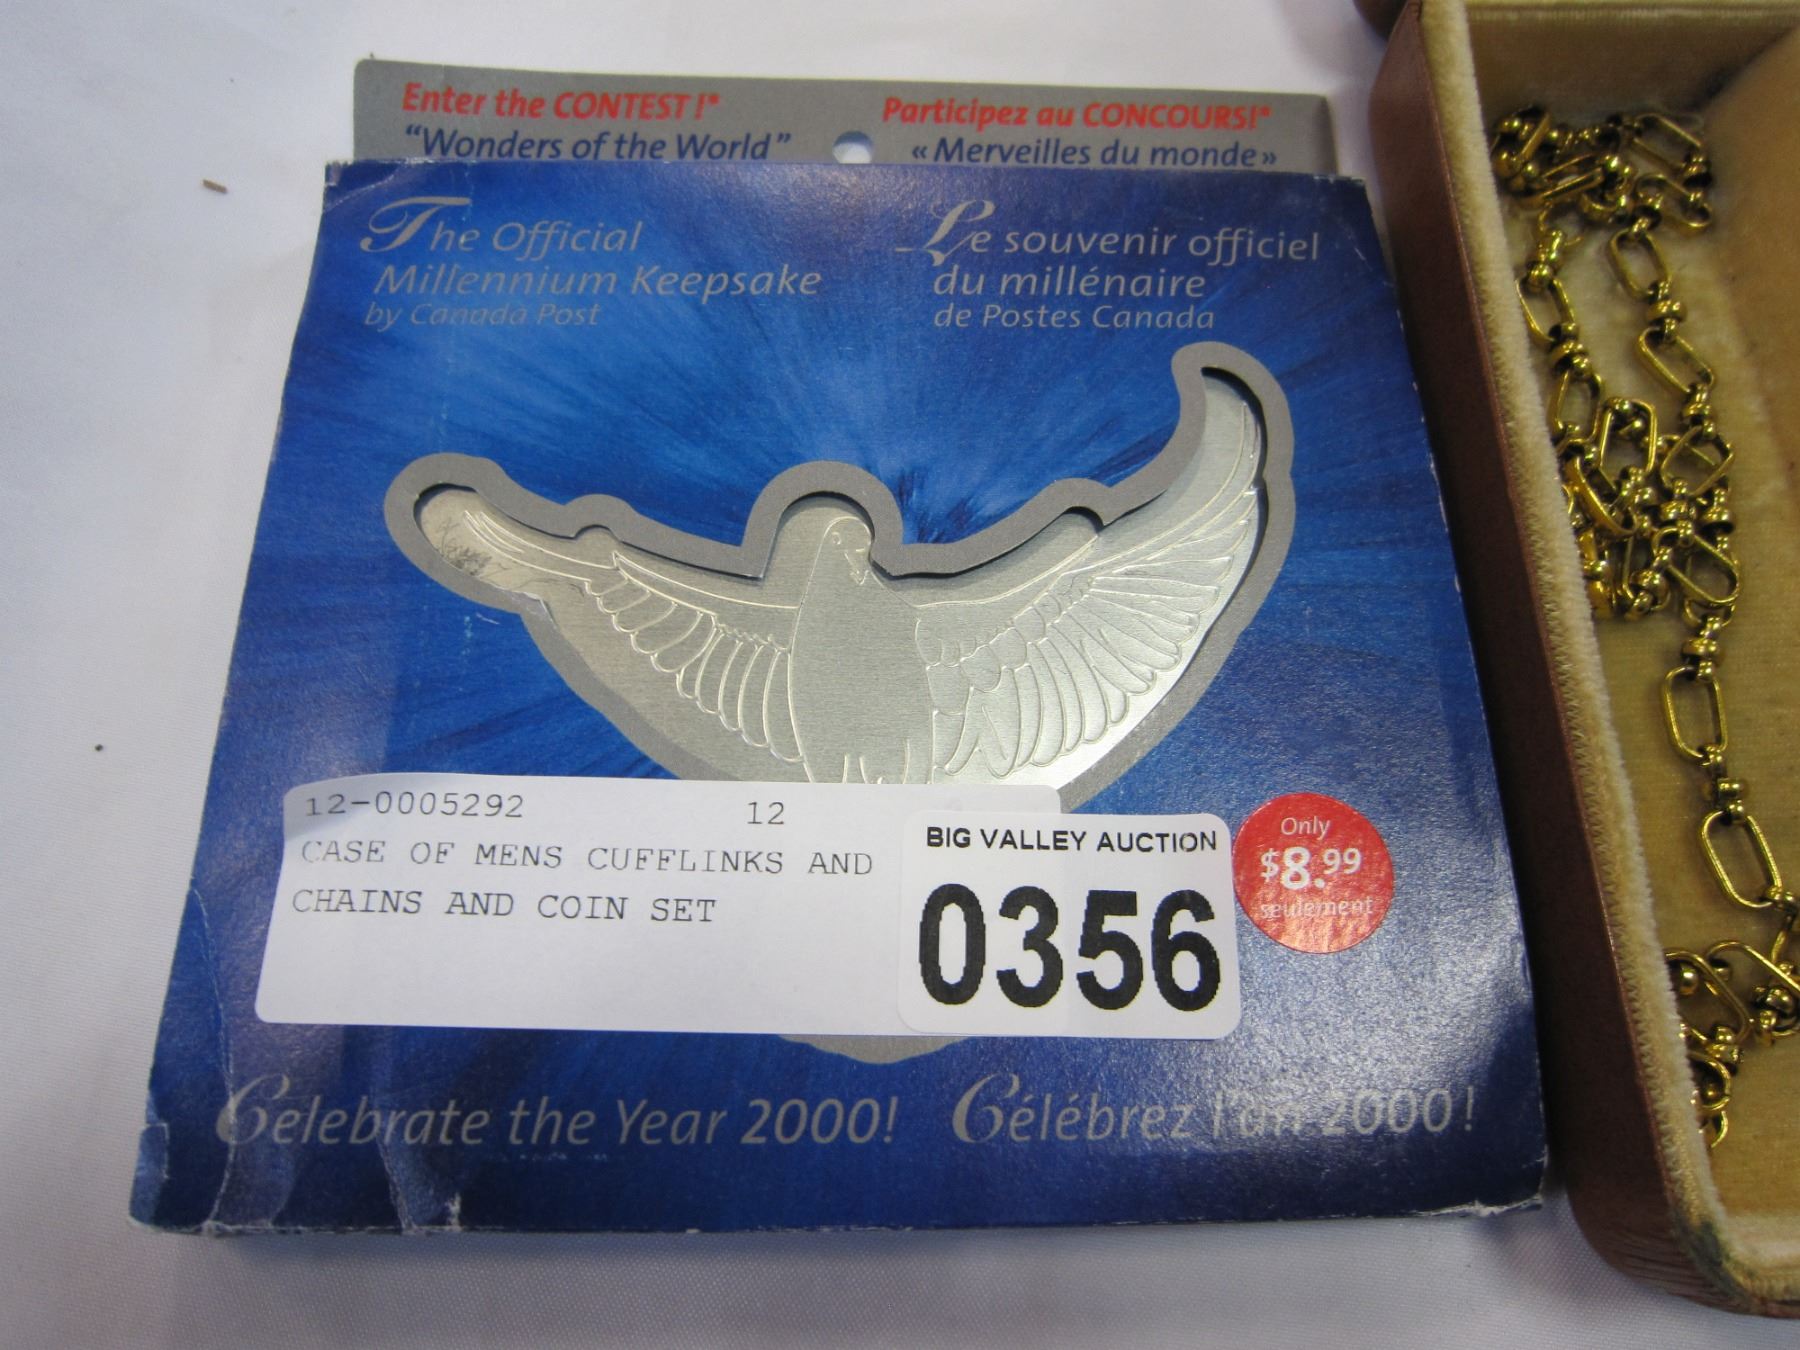 Enter the CONTEST!*
"Wonders of the World"
Participez au CONCOURS!*
« Merveilles du monde »
The Official
Millennium Keepsake
by Canada Post
Le souvenir officiel
du millénaire
de Postes Canada
12-0005292 12
CASE OF MENS CUFFLINKS AND
CHAINS AND COIN SET
BIG VALLEY AUCTION
0356
Only
$8.99
seulement
Celebrate the Year 2000!
Célébrez l'an 2000!